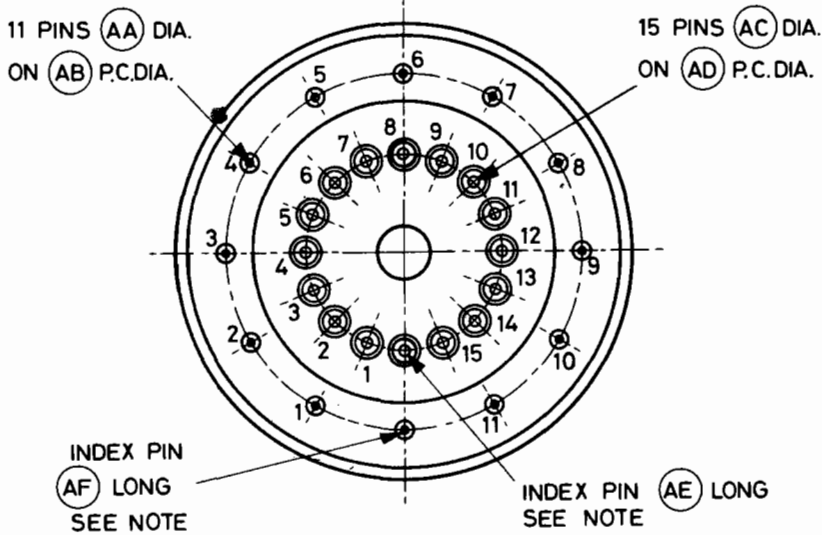 11 PINS AA DIA.
ON AB P.C.DIA.
15 PINS AC DIA.
ON AD P.C.DIA.
6
5
7
4
8
3
9
2
10
1
11
8
7
9
6
10
5
11
4
12
3
13
2
14
1
15
INDEX PIN
AF LONG
SEE NOTE
INDEX PIN AE LONG
SEE NOTE